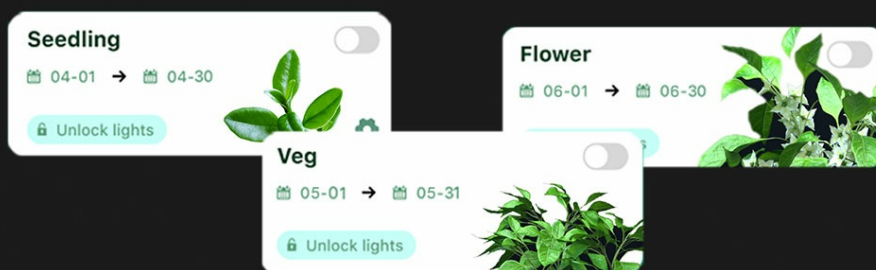 Seedling
04-01 → 04-30
Unlock lights
Flower
06-01 → 06-30
Veg
05-01 → 05-31
Unlock lights